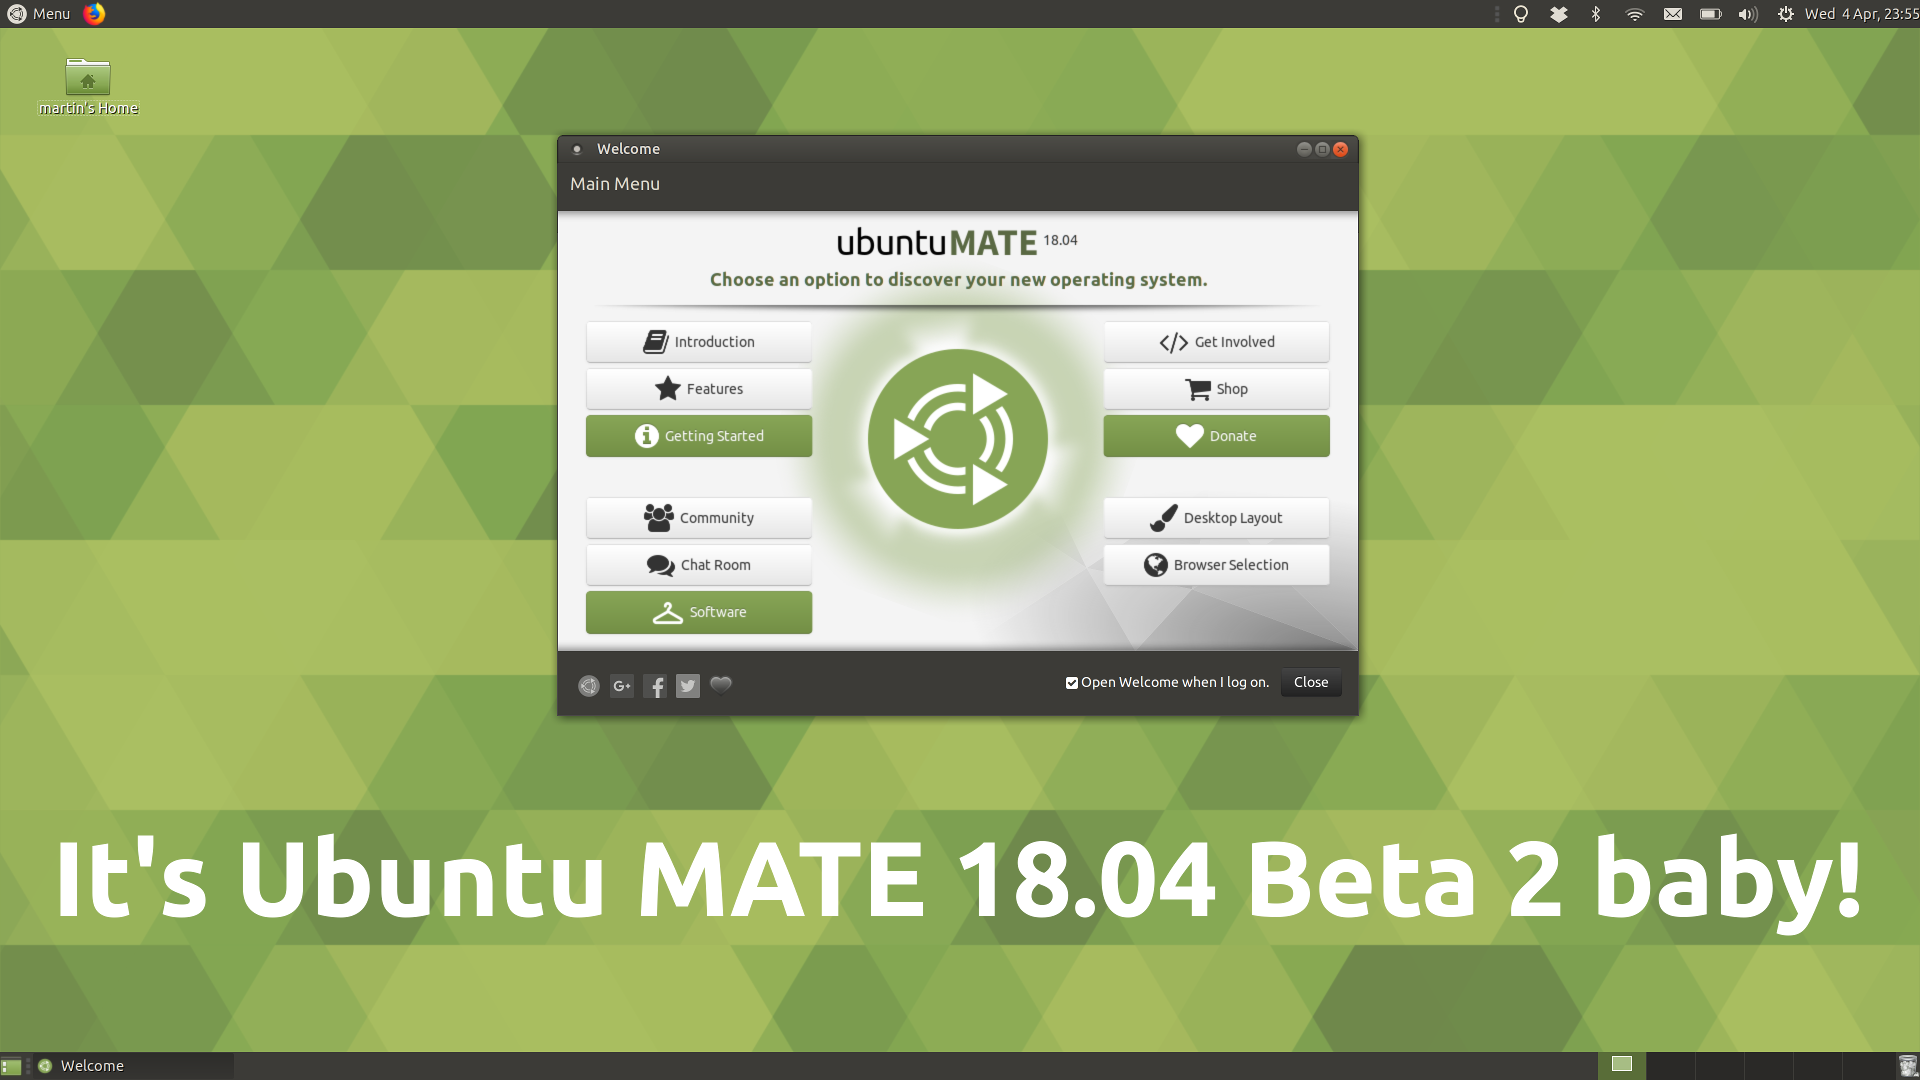 Menu
Wed 4 Apr, 23:55
martin's Home
Welcome
Main Menu
ubuntuMATE 18.04
Choose an option to discover your new operating system.
Introduction
Get Involved
Features
Shop
Getting Started
Donate
Community
Desktop Layout
Chat Room
Browser Selection
Software
G+
Open Welcome when I log on.
Close
It's Ubuntu MATE 18.04 Beta 2 baby!
Welcome